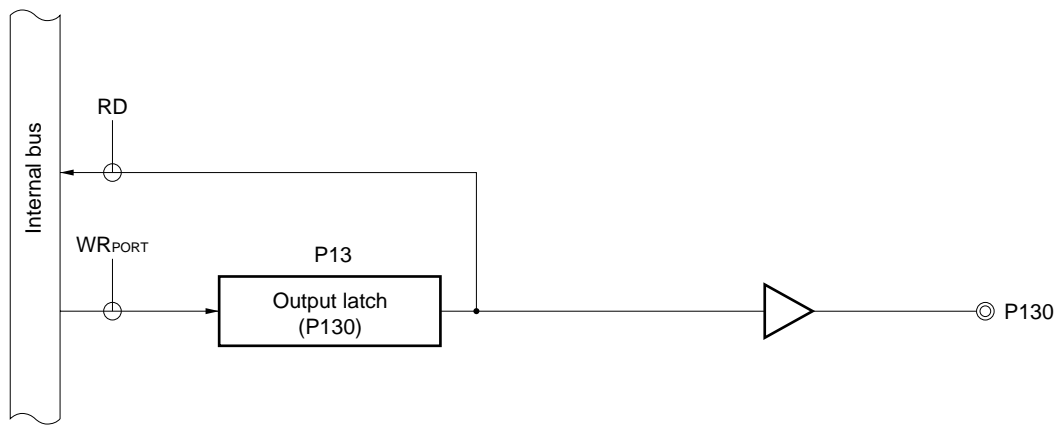 RD
Internal bus
WRPORT
P13
Output latch
(P130)
P130